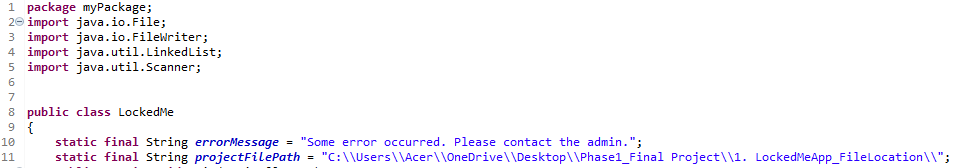 1 package myPackage;
2 import java.io.File;
3 import java.io.FileWriter;
4 import java.util.LinkedList;
5 import java.util.Scanner;
6
7
8 public class LockedMe
9 {
10 static final String errorMessage = "Some error occurred. Please contact the admin.";
11 static final String projectFilePath = "C:\\Users\\Acer\\OneDrive\\Desktop\\Phase1_Final Project\\1. LockedMeApp_FileLocation\\";